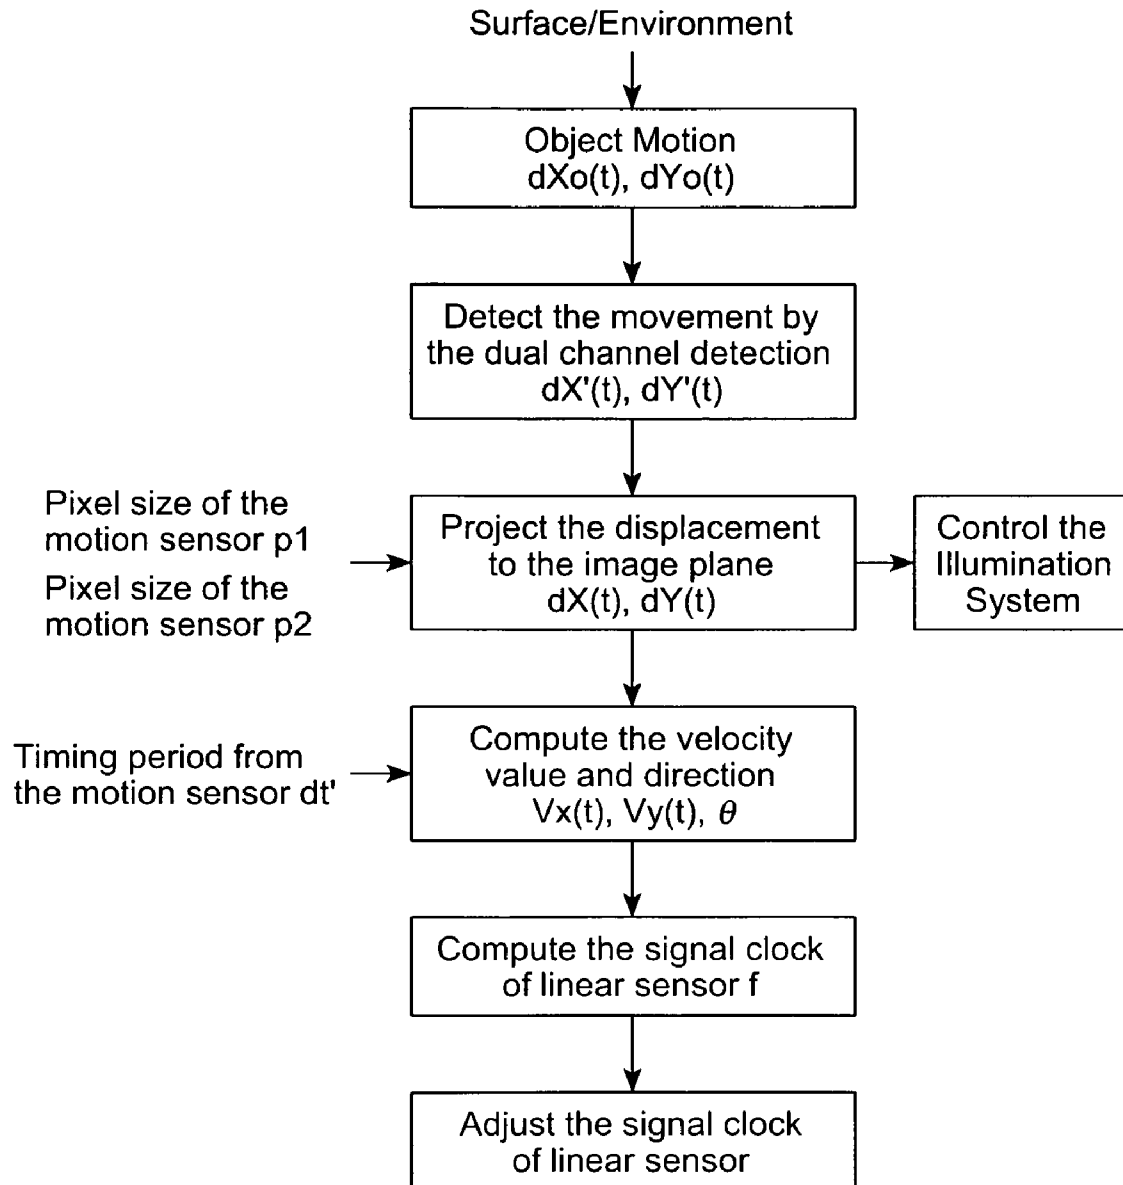 Surface/Environment
Object Motion
dXo(t), dYo(t)
Detect the movement by
the dual channel detection
dX'(t), dY'(t)
Pixel size of the
motion sensor p1
Pixel size of the
motion sensor p2
Project the displacement
to the image plane
dX(t), dY(t)
Control the
Illumination
System
Timing period from
the motion sensor dt'
Compute the velocity
value and direction
Vx(t), Vy(t), θ
Compute the signal clock
of linear sensor f
Adjust the signal clock
of linear sensor